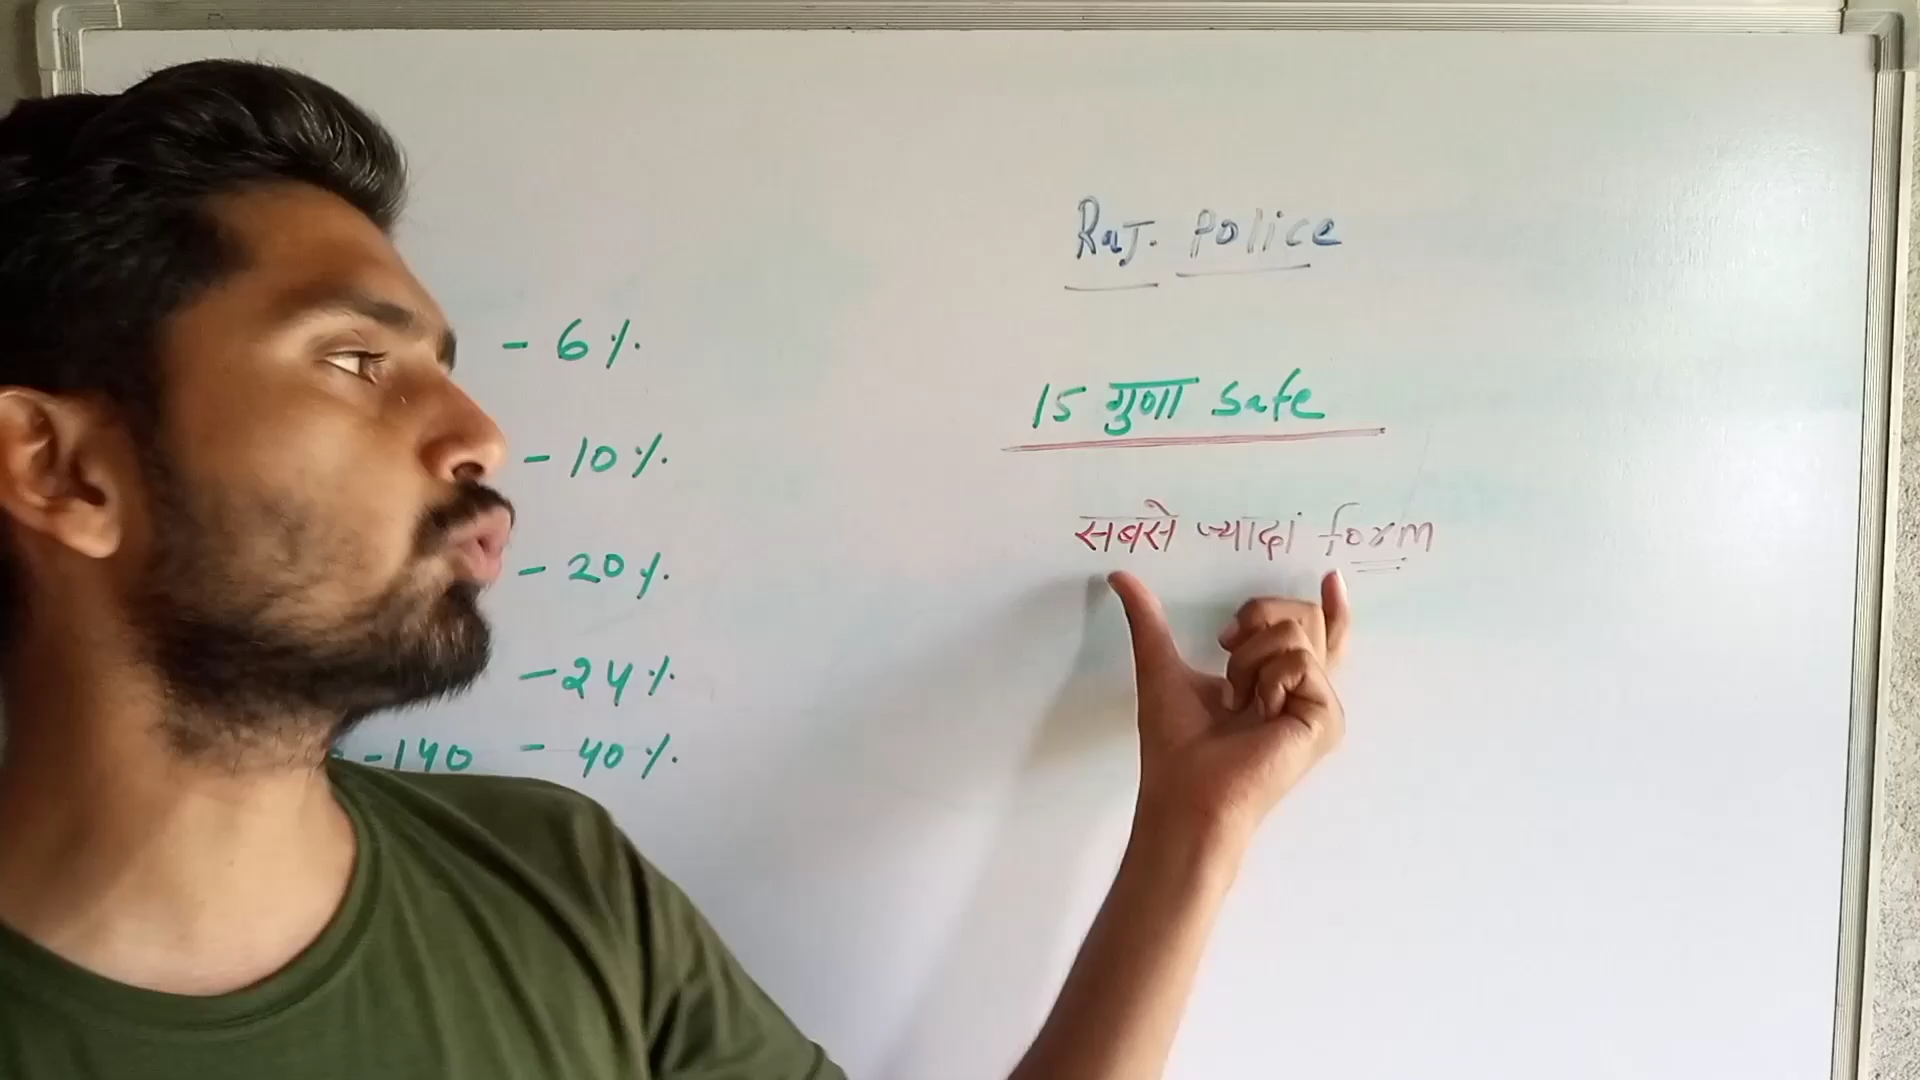 - 6%
- 10%
- 20%
- 24%
-140 - 40%
Raj. Police
15 गुणा safe
सबसे ज्यादां form